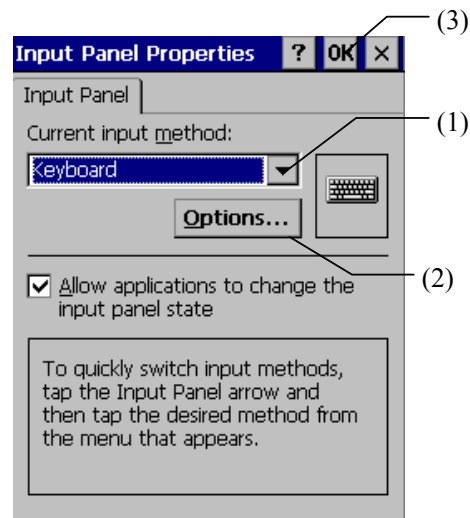 (3)
Input Panel Properties ? OK ×
Input Panel
(1)
Current input method:
Keyboard
Options...
(2)
Allow applications to change the
input panel state
To quickly switch input methods,
tap the Input Panel arrow and
then tap the desired method from
the menu that appears.